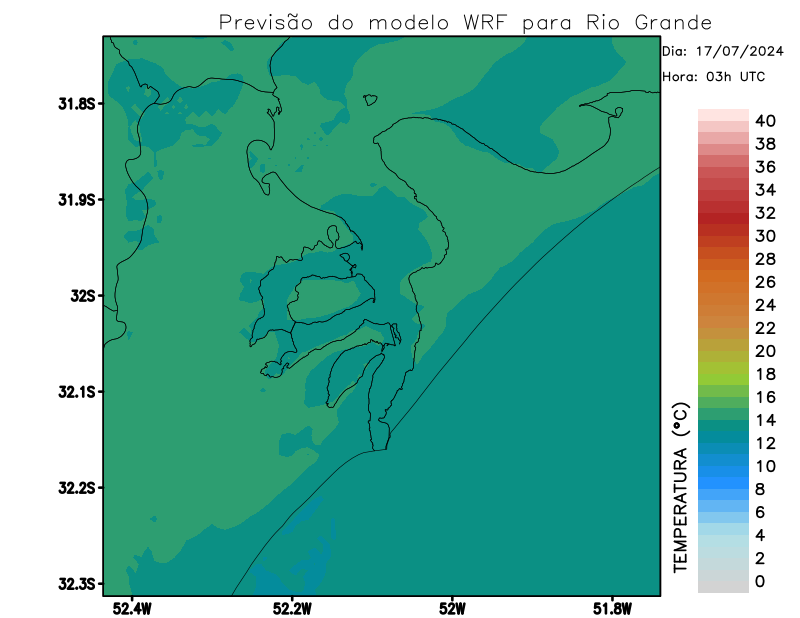 Previsão do modelo WRF para Rio Grande
Dia: 17/07/2024
Hora: 03h UTC
31.8S
31.9S
32S
32.1S
32.2S
32.3S
52.4W
52.2W
52W
51.8W
TEMPERATURA (°C)
40
38
36
34
32
30
28
26
24
22
20
18
16
14
12
10
8
6
4
2
0